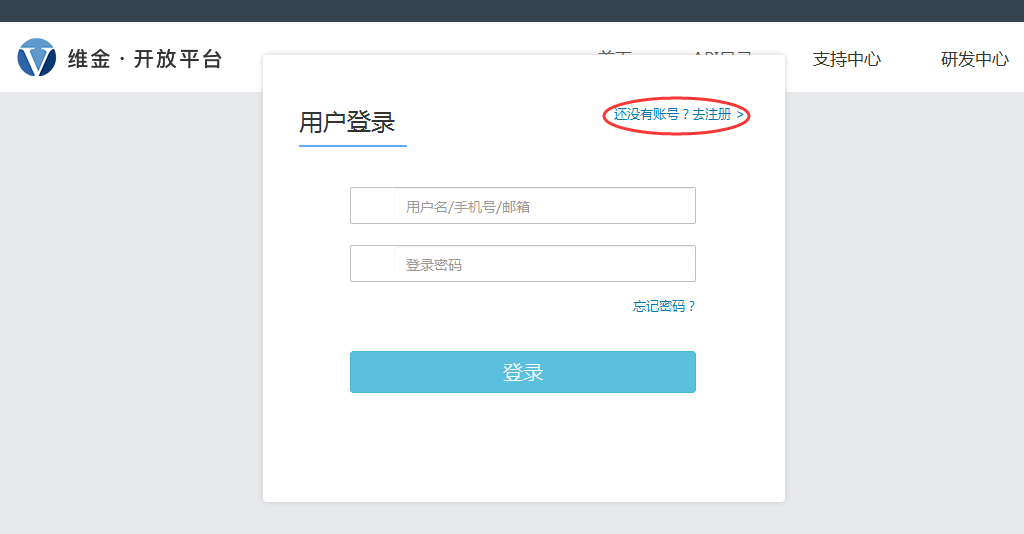 维金·开放平台
支持中心
研发中心
用户登录
还没有账号？去注册 >
用户名/手机号/邮箱
登录密码
忘记密码？
登录